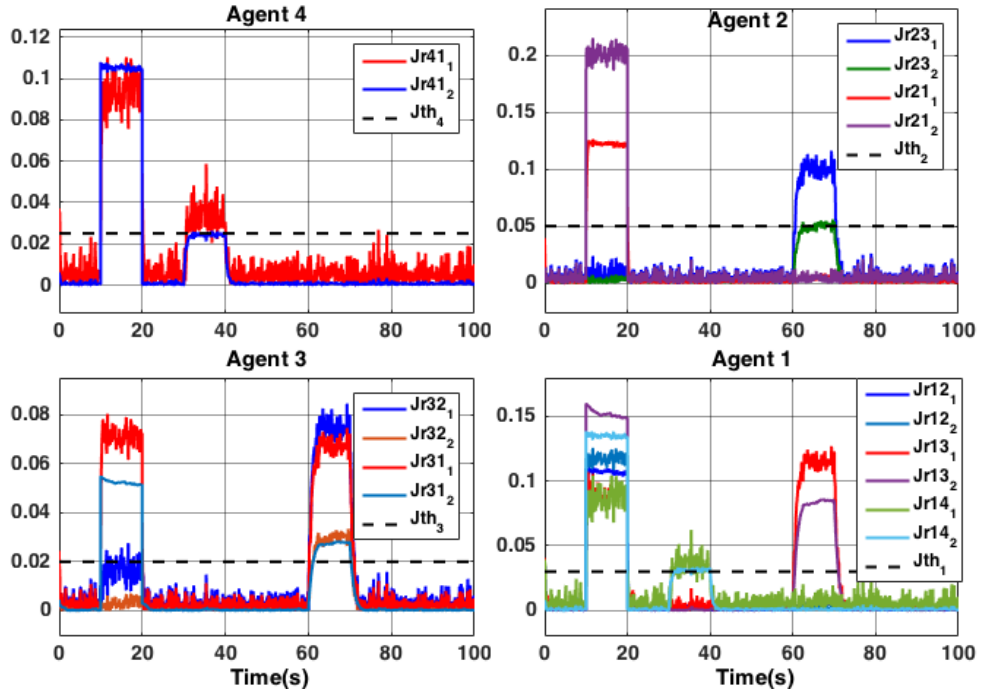 Agent 4
0.12
0.1
0.08
0.06
0.04
0.02
0
0 20 40 60 80 100
Jr41₁
Jr41₂
Jth₄
Agent 2
0.2
0.15
0.1
0.05
0
0 20 40 60 80 100
Jr23₁
Jr23₂
Jr21₁
Jr21₂
Jth₂
Agent 3
0.08
0.06
0.04
0.02
0
0 20 40 60 80 100
Time(s)
Jr32₁
Jr32₂
Jr31₁
Jr31₂
Jth₃
Agent 1
0.15
0.1
0.05
0
0 20 40 60 80 100
Time(s)
Jr12₁
Jr12₂
Jr13₁
Jr13₂
Jr14₁
Jr14₂
Jth₁